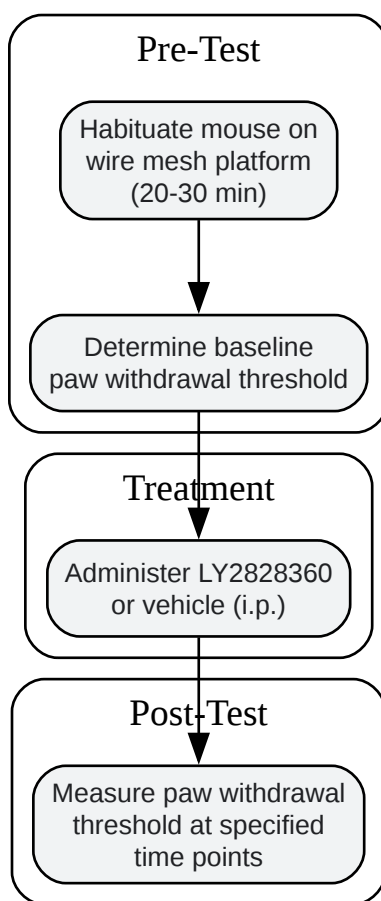 Pre-Test
Habituate mouse on
wire mesh platform
(20-30 min)
Determine baseline
paw withdrawal threshold
Treatment
Administer LY2828360
or vehicle (i.p.)
Post-Test
Measure paw withdrawal
threshold at specified
time points